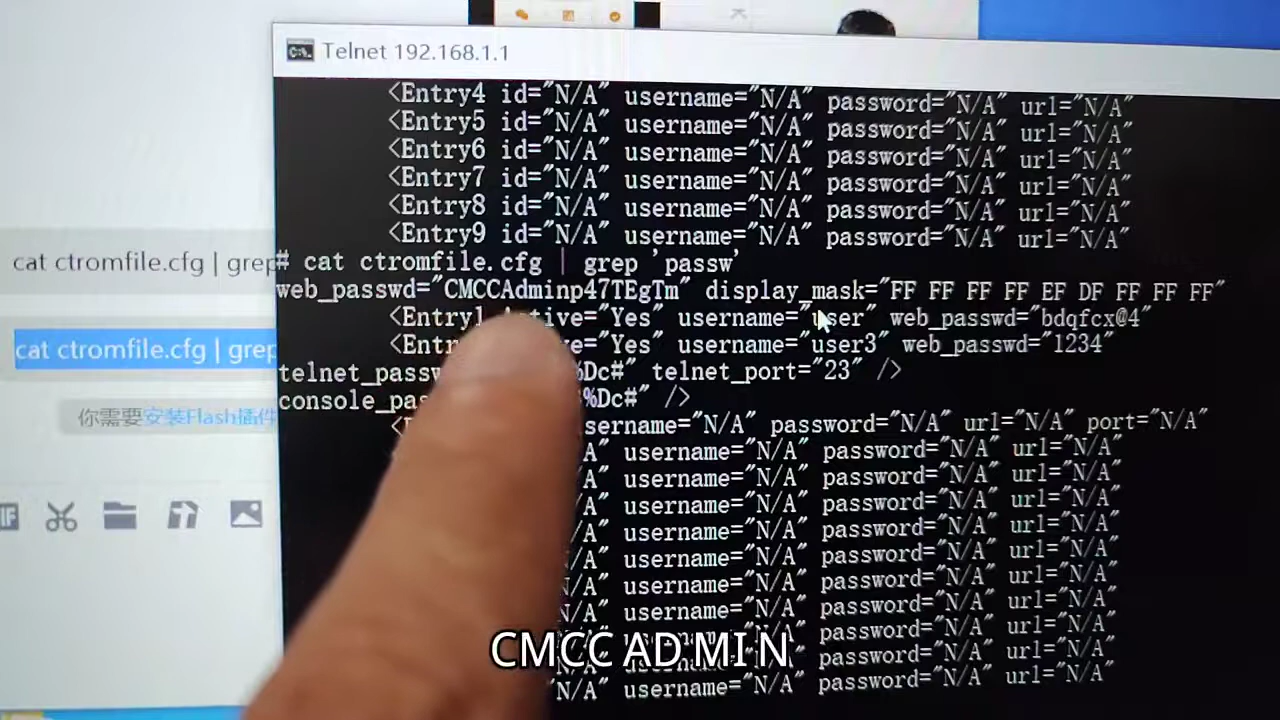 Telnet 192.168.1.1
<Entry4 id="N/A" username="N/A" password="N/A" url="N/A"
<Entry5 id="N/A" username="N/A" password="N/A" url="N/A"
<Entry6 id="N/A" username="N/A" password="N/A" url="N/A"
<Entry7 id="N/A" username="N/A" password="N/A" url="N/A"
<Entry8 id="N/A" username="N/A" password="N/A" url="N/A"
<Entry9 id="N/A" username="N/A" password="N/A" url="N/A"
cat ctromfile.cfg | grep
# cat ctromfile.cfg | grep 'passw'
web_passwd="CMCCAdminp47TEgTm" display_mask="FF FF FF FF EF DF FF FF FF"
<Entry1 Active="Yes" username="user" web_passwd="bdqfcx@4"
cat ctromfile.cfg | grep
="Yes" username="user3" web_passwd="1234"
%Dc#" telnet_port="23" />
%Dc#" />
你需要安装Flash插件
username="N/A" password="N/A" url="N/A" port="N/A"
username="N/A" password="N/A" url="N/A"
username="N/A" password="N/A" url="N/A"
username="N/A" password="N/A" url="N/A"
username="N/A" password="N/A" url="N/A"
username="N/A" password="N/A" url="N/A"
username="N/A" password="N/A" url="N/A"
username="N/A" password="N/A" url="N/A"
password="N/A" url="N/A"
"N/A" username="N/A" password="N/A" url="N/A"
CMCC AD MI N